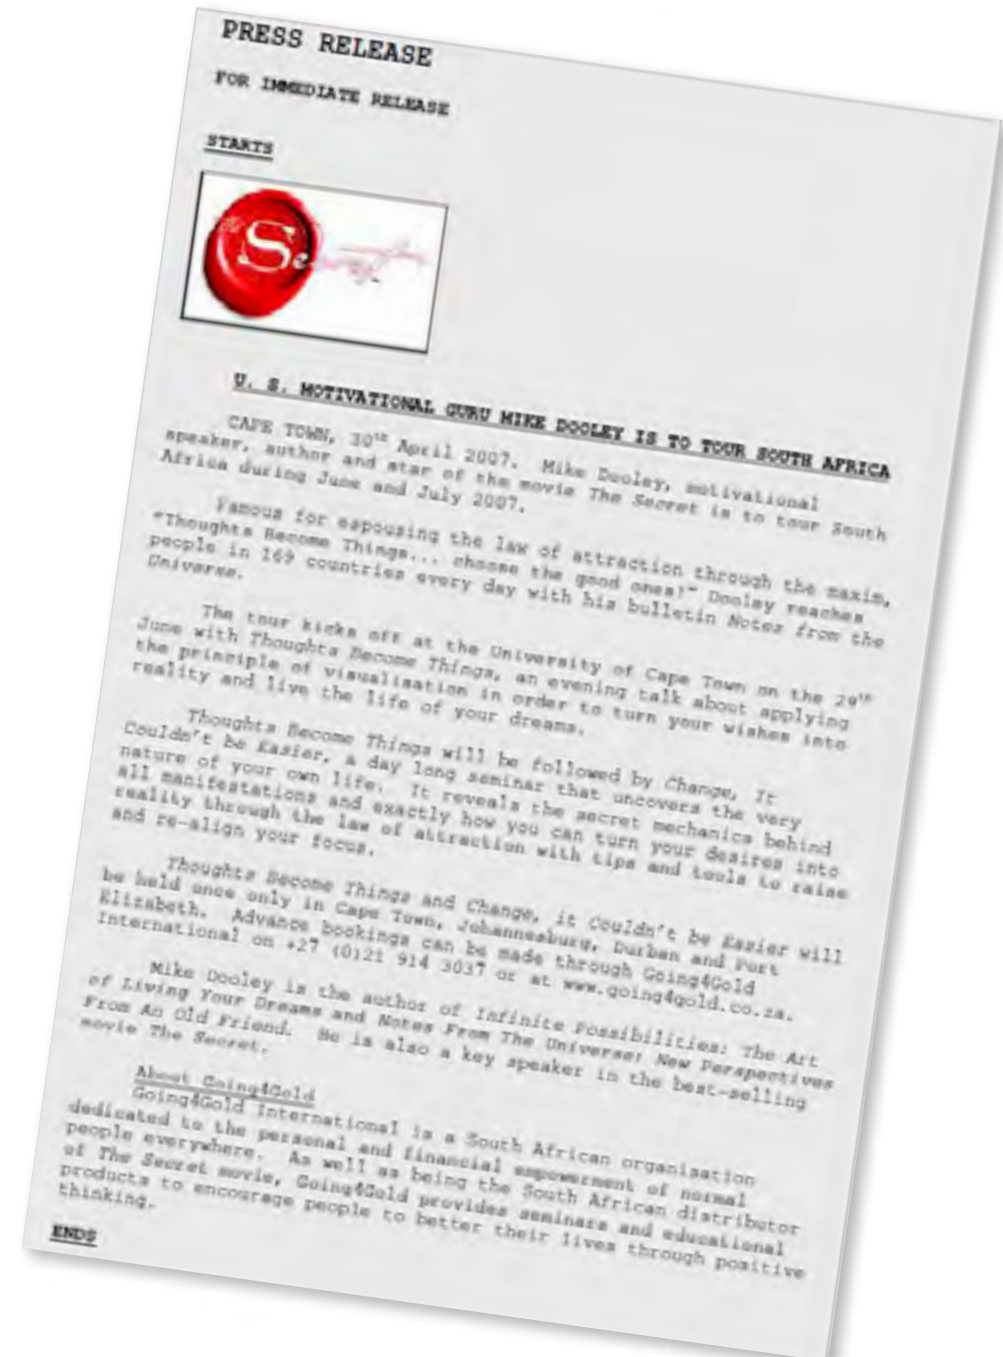 PRESS RELEASE
FOR IMMEDIATE RELEASE
STARTS
The Secret
U. S. MOTIVATIONAL GURU MIKE DOOLEY IS TO TOUR SOUTH AFRICA
CAPE TOWN, 30th April 2007. Mike Dooley, motivational
speaker, author and star of the movie The Secret is to tour South
Africa during June and July 2007.
Famous for espousing the law of attraction through the maxim,
"Thoughts Become Things... choose the good ones!" Dooley reaches
people in 169 countries every day with his bulletin Notes from the
Universe.
The tour kicks off at the University of Cape Town on the 29th
June with Thoughts Become Things, an evening talk about applying
the principle of visualisation in order to turn your wishes into
reality and live the life of your dreams.
Thoughts Become Things will be followed by Change, It
Couldn't be Easier, a day long seminar that uncovers the very
nature of your own life. It reveals the secret mechanics behind
all manifestations and exactly how you can turn your desires into
reality through the law of attraction with tips and tools to raise
and re-align your focus.
Thoughts Become Things and Change, it Couldn't be Easier will
be held once only in Cape Town, Johannesburg, Durban and Port
Elizabeth. Advance bookings can be made through Going4Gold
International on +27 (0)21 914 3037 or at www.going4gold.co.za.
Mike Dooley is the author of Infinite Possibilities: The Art
of Living Your Dreams and Notes From The Universe: New Perspectives
From An Old Friend. He is also a key speaker in the best-selling
movie The Secret.
About Going4Gold
Going4Gold International is a South African organisation
dedicated to the personal and financial empowerment of normal
people everywhere. As well as being the South African distributor
of The Secret movie, Going4Gold provides seminars and educational
products to encourage people to better their lives through positive
thinking.
ENDS